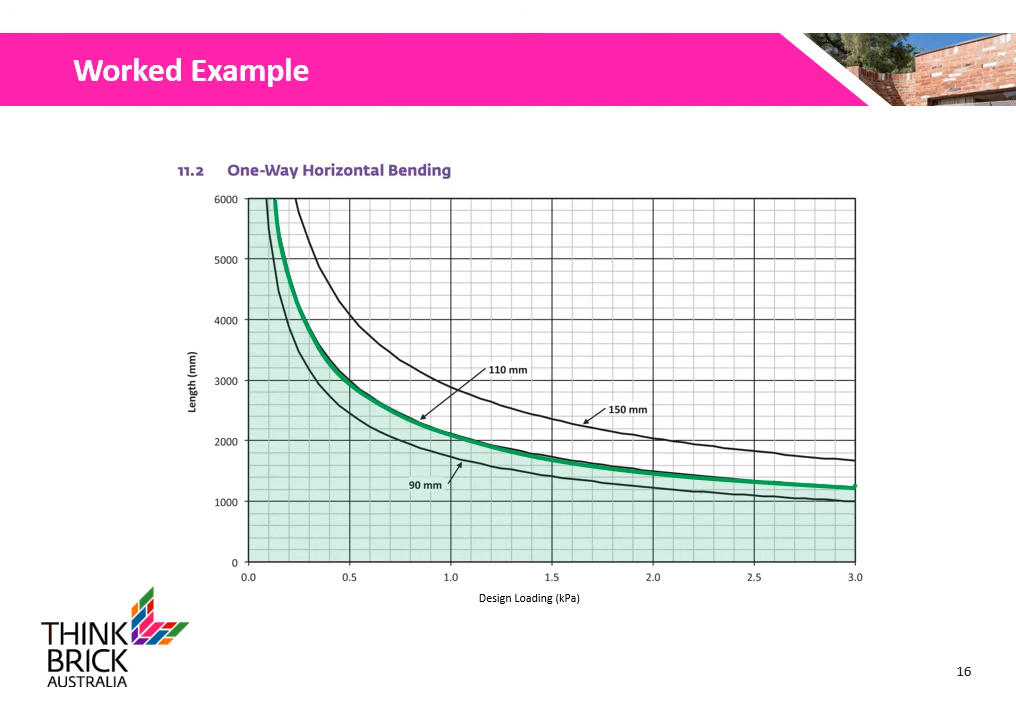 Worked Example
11.2 One-Way Horizontal Bending
6000
5000
4000
3000
2000
1000
0
Length (mm)
110 mm
150 mm
90 mm
0.0 0.5 1.0 1.5 2.0 2.5 3.0
Design Loading (kPa)
THINK
BRICK
AUSTRALIA
16